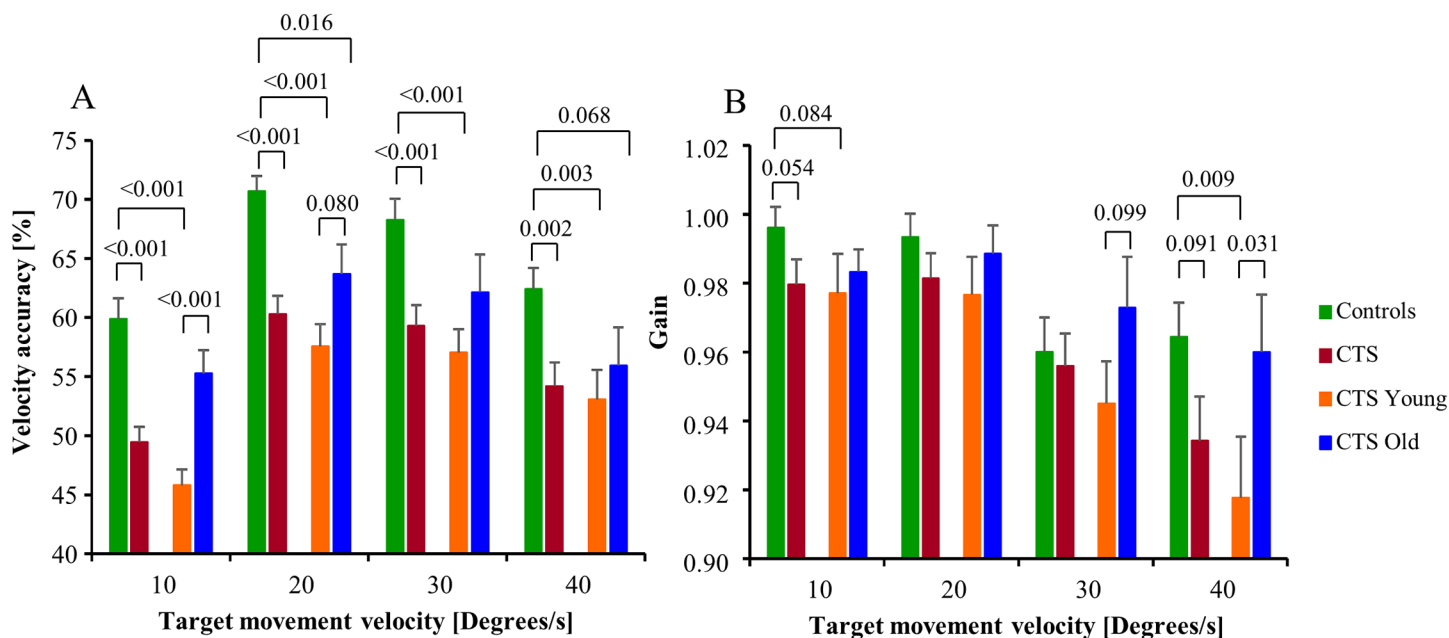 A
0.016
<0.001
<0.001
<0.001
<0.001
0.068
<0.001
0.003
0.080
0.002
<0.001
<0.001
75
70
65
60
55
50
45
40
Velocity accuracy [%]
10 20 30 40
Target movement velocity [Degrees/s]
B
0.084
0.054
0.009
0.099
0.091
0.031
1.02
1.00
0.98
0.96
0.94
0.92
0.90
Gain
10 20 30 40
Target movement velocity [Degrees/s]
Controls
CTS
CTS Young
CTS Old